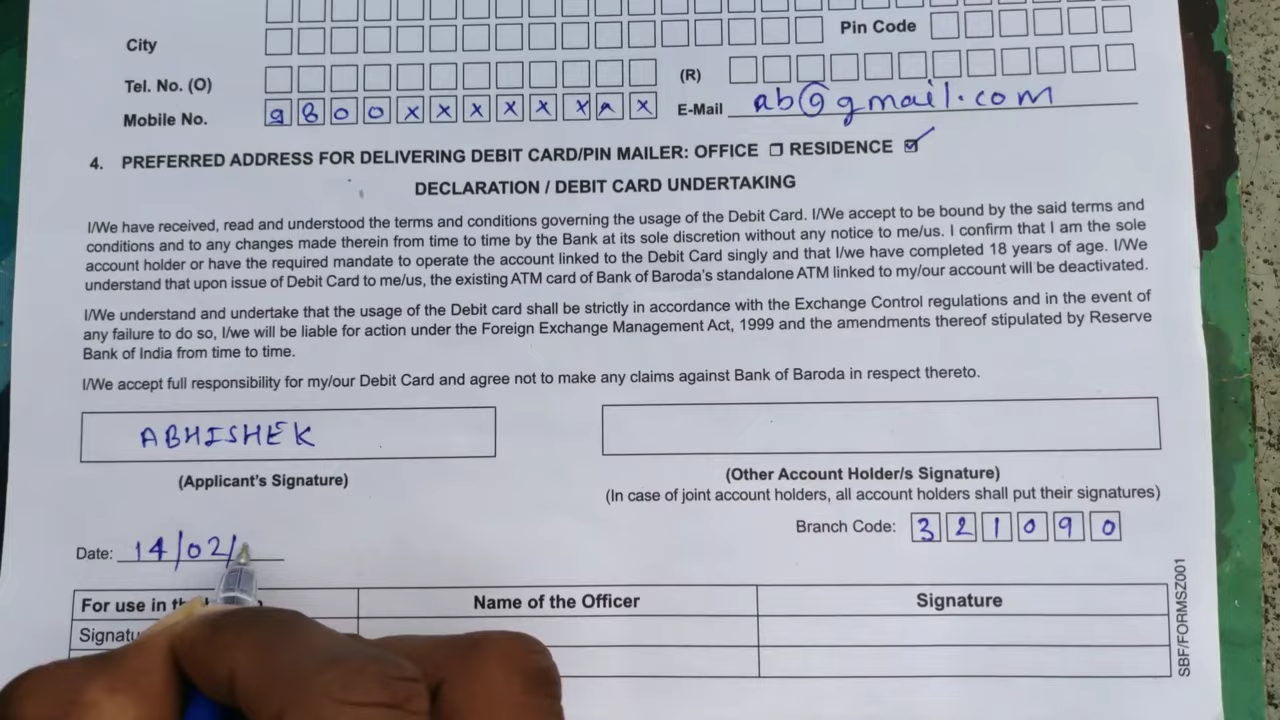 City
Pin Code
Tel. No. (O)
(R)
Mobile No. 9800XXXXXXXX E-Mail ab@gmail.com
4. PREFERRED ADDRESS FOR DELIVERING DEBIT CARD/PIN MAILER: OFFICE ☐ RESIDENCE ☑
DECLARATION / DEBIT CARD UNDERTAKING
I/We have received, read and understood the terms and conditions governing the usage of the Debit Card. I/We accept to be bound by the said terms and
conditions and to any changes made therein from time to time by the Bank at its sole discretion without any notice to me/us. I confirm that I am the sole
account holder or have the required mandate to operate the account linked to the Debit Card singly and that I/we have completed 18 years of age. I/We
understand that upon issue of Debit Card to me/us, the existing ATM card of Bank of Baroda's standalone ATM linked to my/our account will be deactivated.
I/We understand and undertake that the usage of the Debit card shall be strictly in accordance with the Exchange Control regulations and in the event of
any failure to do so, I/we will be liable for action under the Foreign Exchange Management Act, 1999 and the amendments thereof stipulated by Reserve
Bank of India from time to time.
I/We accept full responsibility for my/our Debit Card and agree not to make any claims against Bank of Baroda in respect thereto.
ABHISHEK
(Applicant's Signature)
(Other Account Holder/s Signature)
(In case of joint account holders, all account holders shall put their signatures)
Branch Code: 321090
Date: 14/02/
For use in
Name of the Officer
Signature
SBF/FORMSZ001